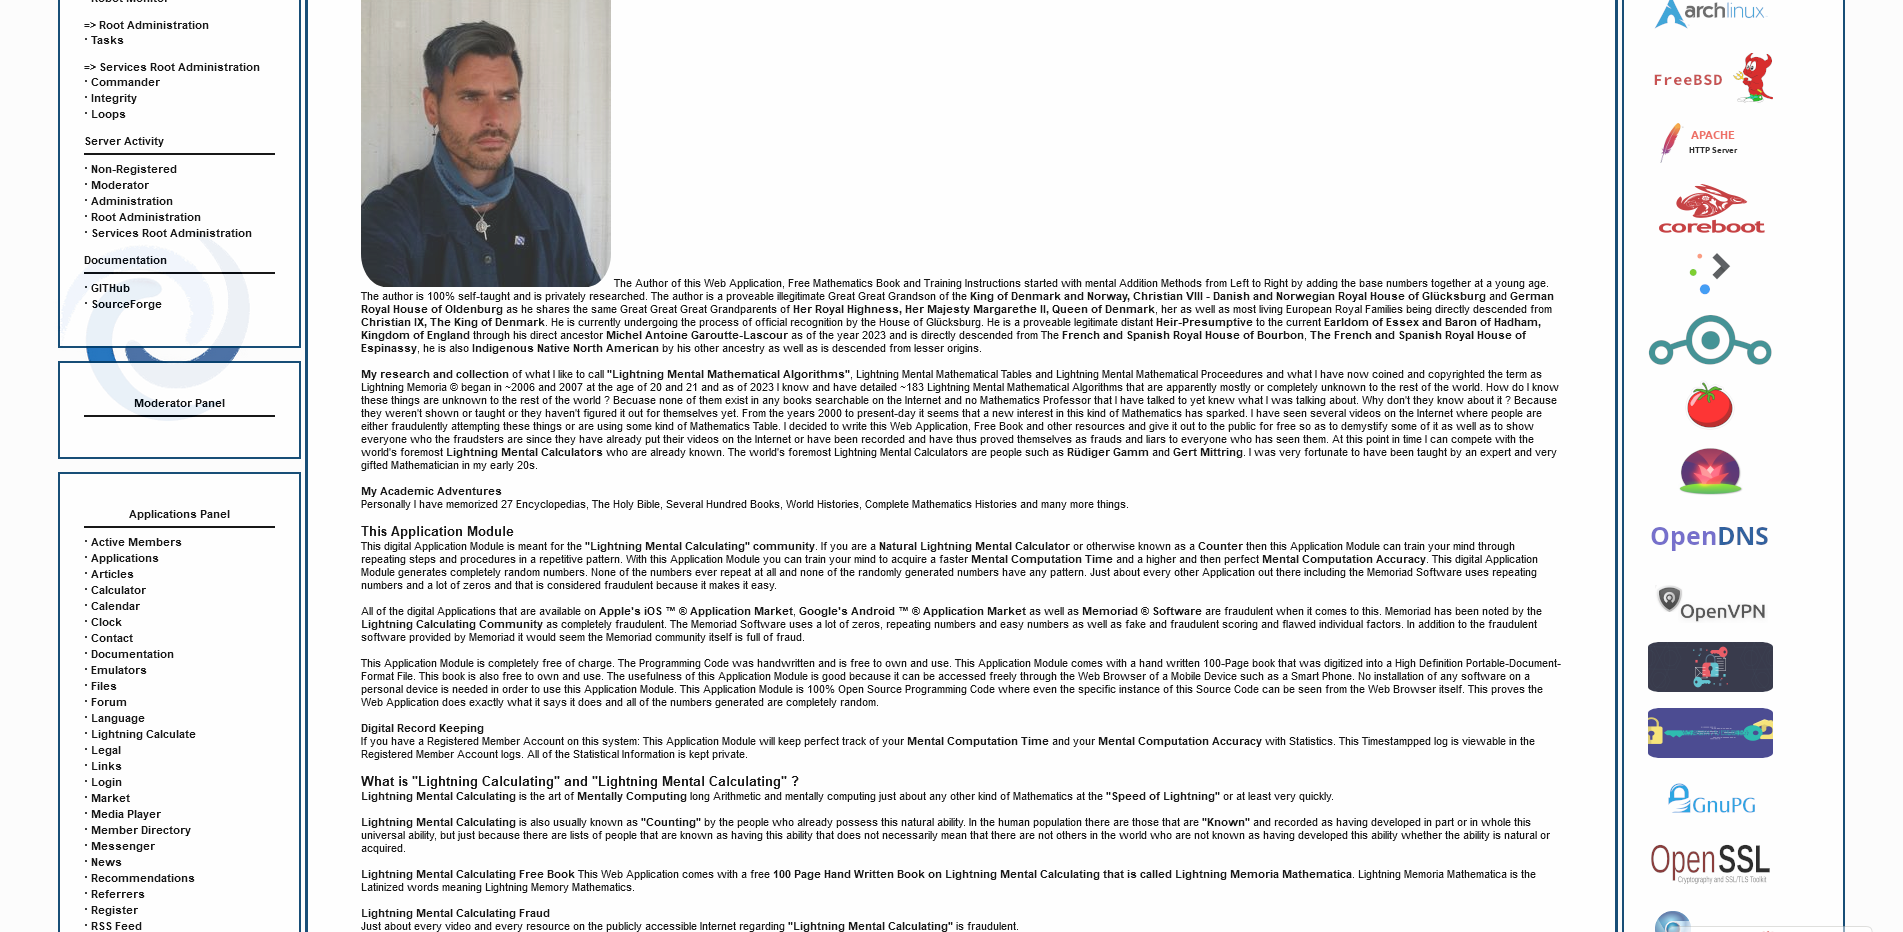 => Root Administration
· Tasks
=> Services Root Administration
· Commander
· Integrity
· Loops
Server Activity
· Non-Registered
· Moderator
· Administration
· Root Administration
· Services Root Administration
Documentation
· GITHub
· SourceForge
Moderator Panel
Applications Panel
· Active Members
· Applications
· Articles
· Calculator
· Calendar
· Clock
· Contact
· Documentation
· Emulators
· Files
· Forum
· Language
· Lightning Calculate
· Legal
· Links
· Login
· Market
· Media Player
· Member Directory
· Messenger
· News
· Recommendations
· Referrers
· Register
· RSS Feed
The Author of this Web Application, Free Mathematics Book and Training Instructions started with mental Addition Methods from Left to Right by adding the base numbers together at a young age.
The author is 100% self-taught and is privately researched. The author is a proveable illegitimate Great Great Grandson of the King of Denmark and Norway, Christian VIII - Danish and Norwegian Royal House of Glücksburg and German
Royal House of Oldenburg as he shares the same Great Great Great Grandparents of Her Royal Highness, Her Majesty Margarethe II, Queen of Denmark, her as well as most living European Royal Families being directly descended from
Christian IX, The King of Denmark. He is currently undergoing the process of official recognition by the House of Glücksburg. He is a proveable legitimate distant Heir-Presumptive to the current Earldom of Essex and Baron of Hadham,
Kingdom of England through his direct ancestor Michel Antoine Garoutte-Lascour as of the year 2023 and is directly descended from The French and Spanish Royal House of Bourbon, The French and Spanish Royal House of
Espinassy, he is also Indigenous Native North American by his other ancestry as well as is descended from lesser origins.
My research and collection of what I like to call "Lightning Mental Mathematical Algorithms", Lightning Mental Mathematical Tables and Lightning Mental Mathematical Proceedures and what I have now coined and copyrighted the term as
Lightning Memoria © began in ~2006 and 2007 at the age of 20 and 21 and as of 2023 I know and have detailed ~183 Lightning Mental Mathematical Algorithms that are apparently mostly or completely unknown to the rest of the world. How do I know
these things are unknown to the rest of the world ? Becuase none of them exist in any books searchable on the Internet and no Mathematics Professor that I have talked to yet knew what I was talking about. Why don't they know about it ? Because
they weren't shown or taught or they haven't figured it out for themselves yet. From the years 2000 to present-day it seems that a new interest in this kind of Mathematics has sparked. I have seen several videos on the Internet where people are
either fraudulently attempting these things or are using some kind of Mathematics Table. I decided to write this Web Application, Free Book and other resources and give it out to the public for free so as to demystify some of it as well as to show
everyone who the fraudsters are since they have already put their videos on the Internet or have been recorded and have thus proved themselves as frauds and liars to everyone who has seen them. At this point in time I can compete with the
world's foremost Lightning Mental Calculators who are already known. The world's foremost Lightning Mental Calculators are people such as Rüdiger Gamm and Gert Mittring. I was very fortunate to have been taught by an expert and very
gifted Mathematician in my early 20s.
My Academic Adventures
Personally I have memorized 27 Encyclopedias, The Holy Bible, Several Hundred Books, World Histories, Complete Mathematics Histories and many more things.
This Application Module
This digital Application Module is meant for the "Lightning Mental Calculating" community. If you are a Natural Lightning Mental Calculator or otherwise known as a Counter then this Application Module can train your mind through
repeating steps and procedures in a repetitive pattern. With this Application Module you can train your mind to acquire a faster Mental Computation Time and a higher and then perfect Mental Computation Accuracy. This digital Application
Module generates completely random numbers. None of the numbers ever repeat at all and none of the randomly generated numbers have any pattern. Just about every other Application out there including the Memoriad Software uses repeating
numbers and a lot of zeros and that is considered fraudulent because it makes it easy.
All of the digital Applications that are available on Apple's iOS ™ ® Application Market, Google's Android ™ ® Application Market as well as Memoriad ® Software are fraudulent when it comes to this. Memoriad has been noted by the
Lightning Calculating Community as completely fraudulent. The Memoriad Software uses a lot of zeros, repeating numbers and easy numbers as well as fake and fraudulent scoring and flawed individual factors. In addition to the fraudulent
software provided by Memoriad it would seem the Memoriad community itself is full of fraud.
This Application Module is completely free of charge. The Programming Code was handwritten and is free to own and use. This Application Module comes with a hand written 100-Page book that was digitized into a High Definition Portable-Document-
Format File. This book is also free to own and use. The usefulness of this Application Module is good because it can be accessed freely through the Web Browser of a Mobile Device such as a Smart Phone. No installation of any software on a
personal device is needed in order to use this Application Module. This Application Module is 100% Open Source Programming Code where even the specific instance of this Source Code can be seen from the Web Browser itself. This proves the
Web Application does exactly what it says it does and all of the numbers generated are completely random.
Digital Record Keeping
If you have a Registered Member Account on this system: This Application Module will keep perfect track of your Mental Computation Time and your Mental Computation Accuracy with Statistics. This Timestampped log is viewable in the
Registered Member Account logs. All of the Statistical Information is kept private.
What is "Lightning Calculating" and "Lightning Mental Calculating" ?
Lightning Mental Calculating is the art of Mentally Computing long Arithmetic and mentally computing just about any other kind of Mathematics at the "Speed of Lightning" or at least very quickly.
Lightning Mental Calculating is also usually known as "Counting" by the people who already possess this natural ability. In the human population there are those that are "Known" and recorded as having developed in part or in whole this
universal ability, but just because there are lists of people that are known as having this ability that does not necessarily mean that there are not others in the world who are not known as having developed this ability whether the ability is natural or
acquired.
Lightning Mental Calculating Free Book This Web Application comes with a free 100 Page Hand Written Book on Lightning Mental Calculating that is called Lightning Memoria Mathematica. Lightning Memoria Mathematica is the
Latinized words meaning Lightning Memory Mathematics.
Lightning Mental Calculating Fraud
Just about every video and every resource on the publicly accessible Internet regarding "Lightning Mental Calculating" is fraudulent.
archlinux
FreeBSD
APACHE
HTTP Server
coreboot
OpenDNS
OpenVPN
GnuPG
OpenSSL
Cryptography and SSL/TLS Toolkit